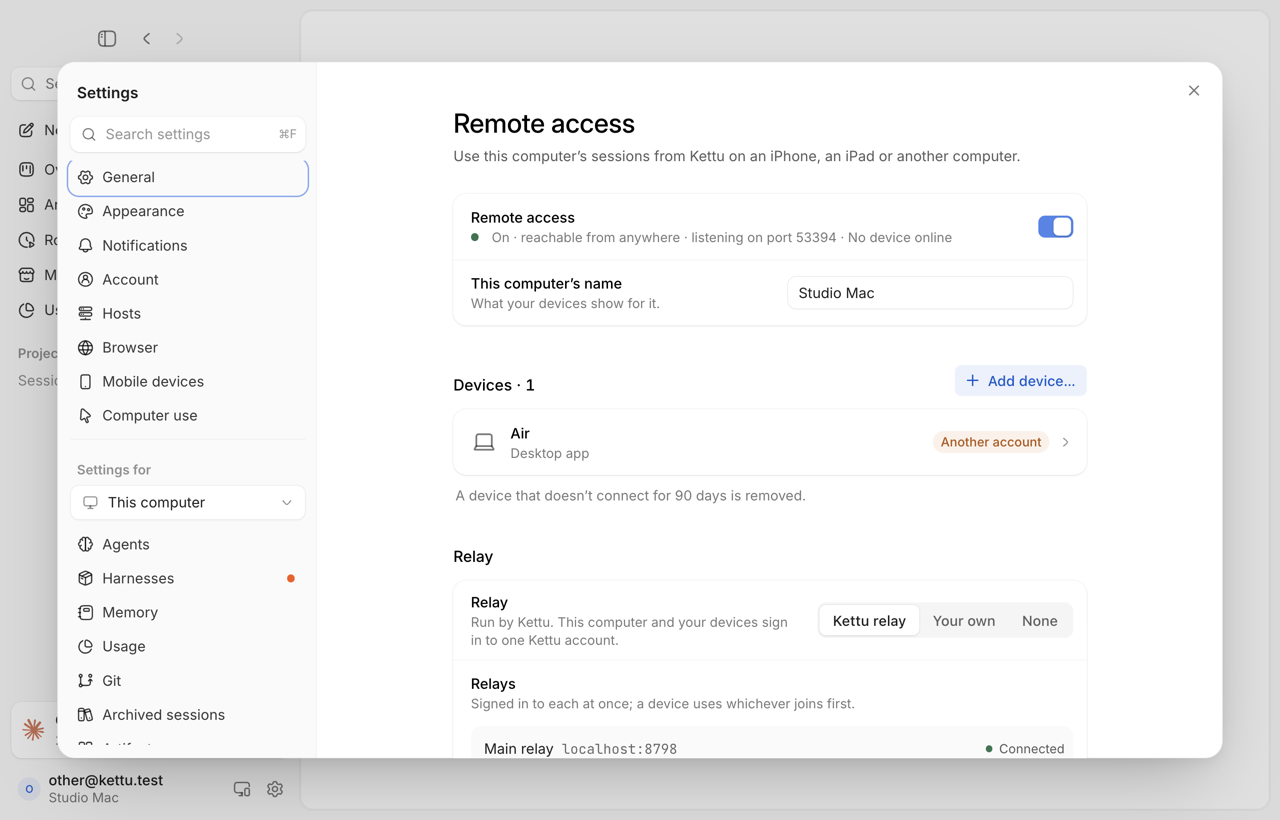 Settings
Search settings ⌘F
General
Appearance
Notifications
Account
Hosts
Browser
Mobile devices
Computer use
Settings for
This computer
Agents
Harnesses
Memory
Usage
Git
Archived sessions
Projec
Sessio
other@kettu.test
Studio Mac
Remote access
Use this computer’s sessions from Kettu on an iPhone, an iPad or another computer.
Remote access
On · reachable from anywhere · listening on port 53394 · No device online
This computer’s name
What your devices show for it.
Studio Mac
Devices · 1
+ Add device...
Air
Desktop app
Another account
A device that doesn’t connect for 90 days is removed.
Relay
Relay
Run by Kettu. This computer and your devices sign
in to one Kettu account.
Kettu relay Your own None
Relays
Signed in to each at once; a device uses whichever joins first.
Main relay localhost:8798 Connected